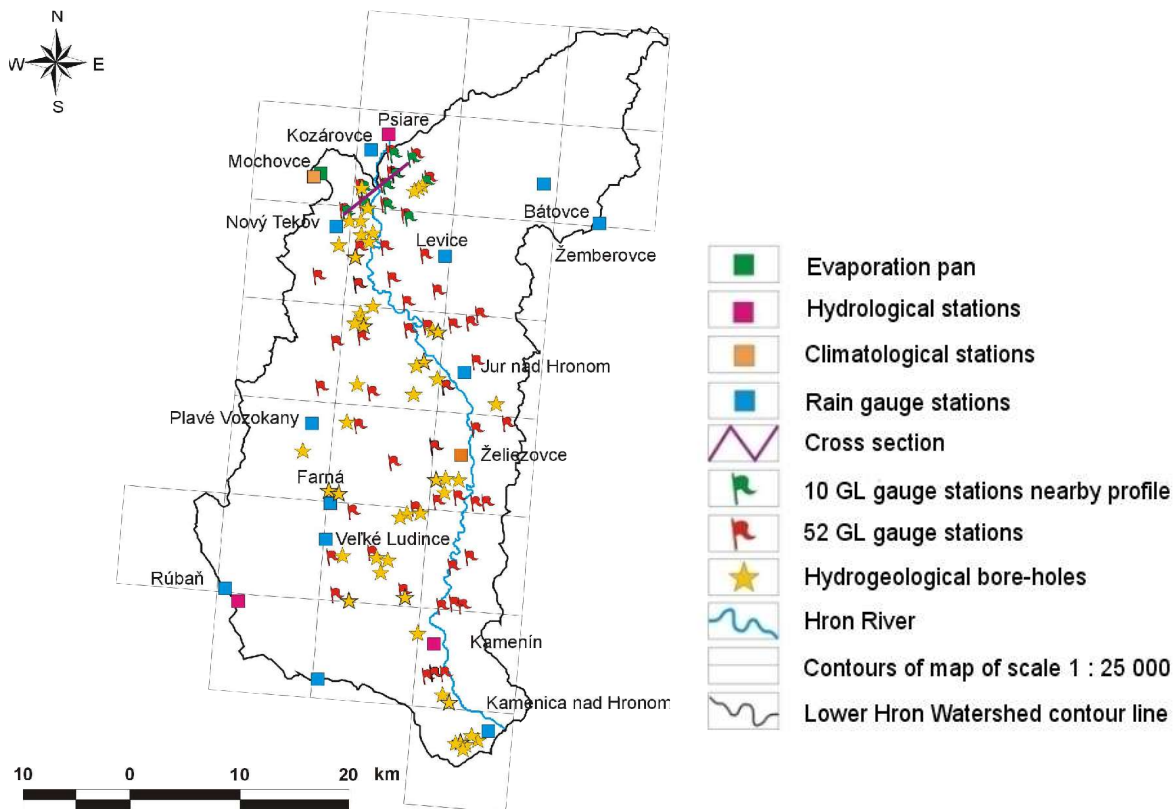 N
W E
S
Psiare
Kozárovce
Mochovce
Nový Tekov
Bátovce
Levice
Žemberovce
Jur nad Hronom
Plavé Vozokany
Želiezovce
Farná
Veľké Ludince
Rúbaň
Kamenín
Kamenica nad Hronom
10 0 10 20 km
Evaporation pan
Hydrological stations
Climatological stations
Rain gauge stations
Cross section
10 GL gauge stations nearby profile
52 GL gauge stations
Hydrogeological bore-holes
Hron River
Contours of map of scale 1 : 25 000
Lower Hron Watershed contour line